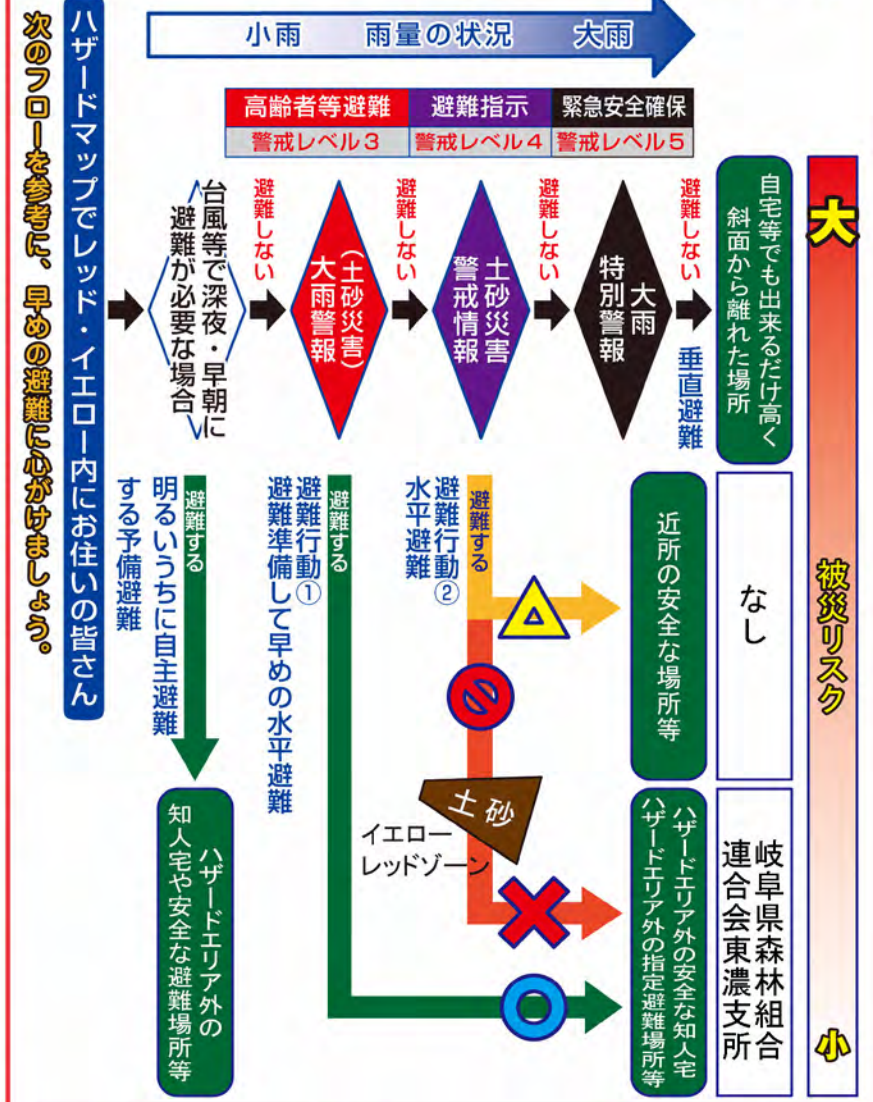 小雨 雨量の状況 大雨
高齢者等避難 避難指示 緊急安全確保
警戒レベル3 警戒レベル4 警戒レベル5
次のフローを参考に、早めの避難に心がけましょう。
ハザードマップでレッド・イエロー内にお住いの皆さん
台風等で深夜・早朝に
避難が必要な場合
避難しない
大雨警報
(土砂災害)
避難しない
土砂災害
警戒情報
避難しない
大雨
特別警報
避難しない
垂直避難
自宅等でも出来るだけ高く
斜面から離れた場所
避難する
明るいうちに自主避難
する予備避難
ハザードエリア外の
知人宅や安全な避難場所等
避難する
避難行動①
避難準備して早めの水平避難
避難する
避難行動②
水平避難
土砂
イエロー
レッドゾーン
近所の安全な場所等
なし
ハザードエリア外の安全な知人宅
ハザードエリア外の指定避難場所等
岐阜県森林組合
連合会東濃支所
大
被災リスク
小